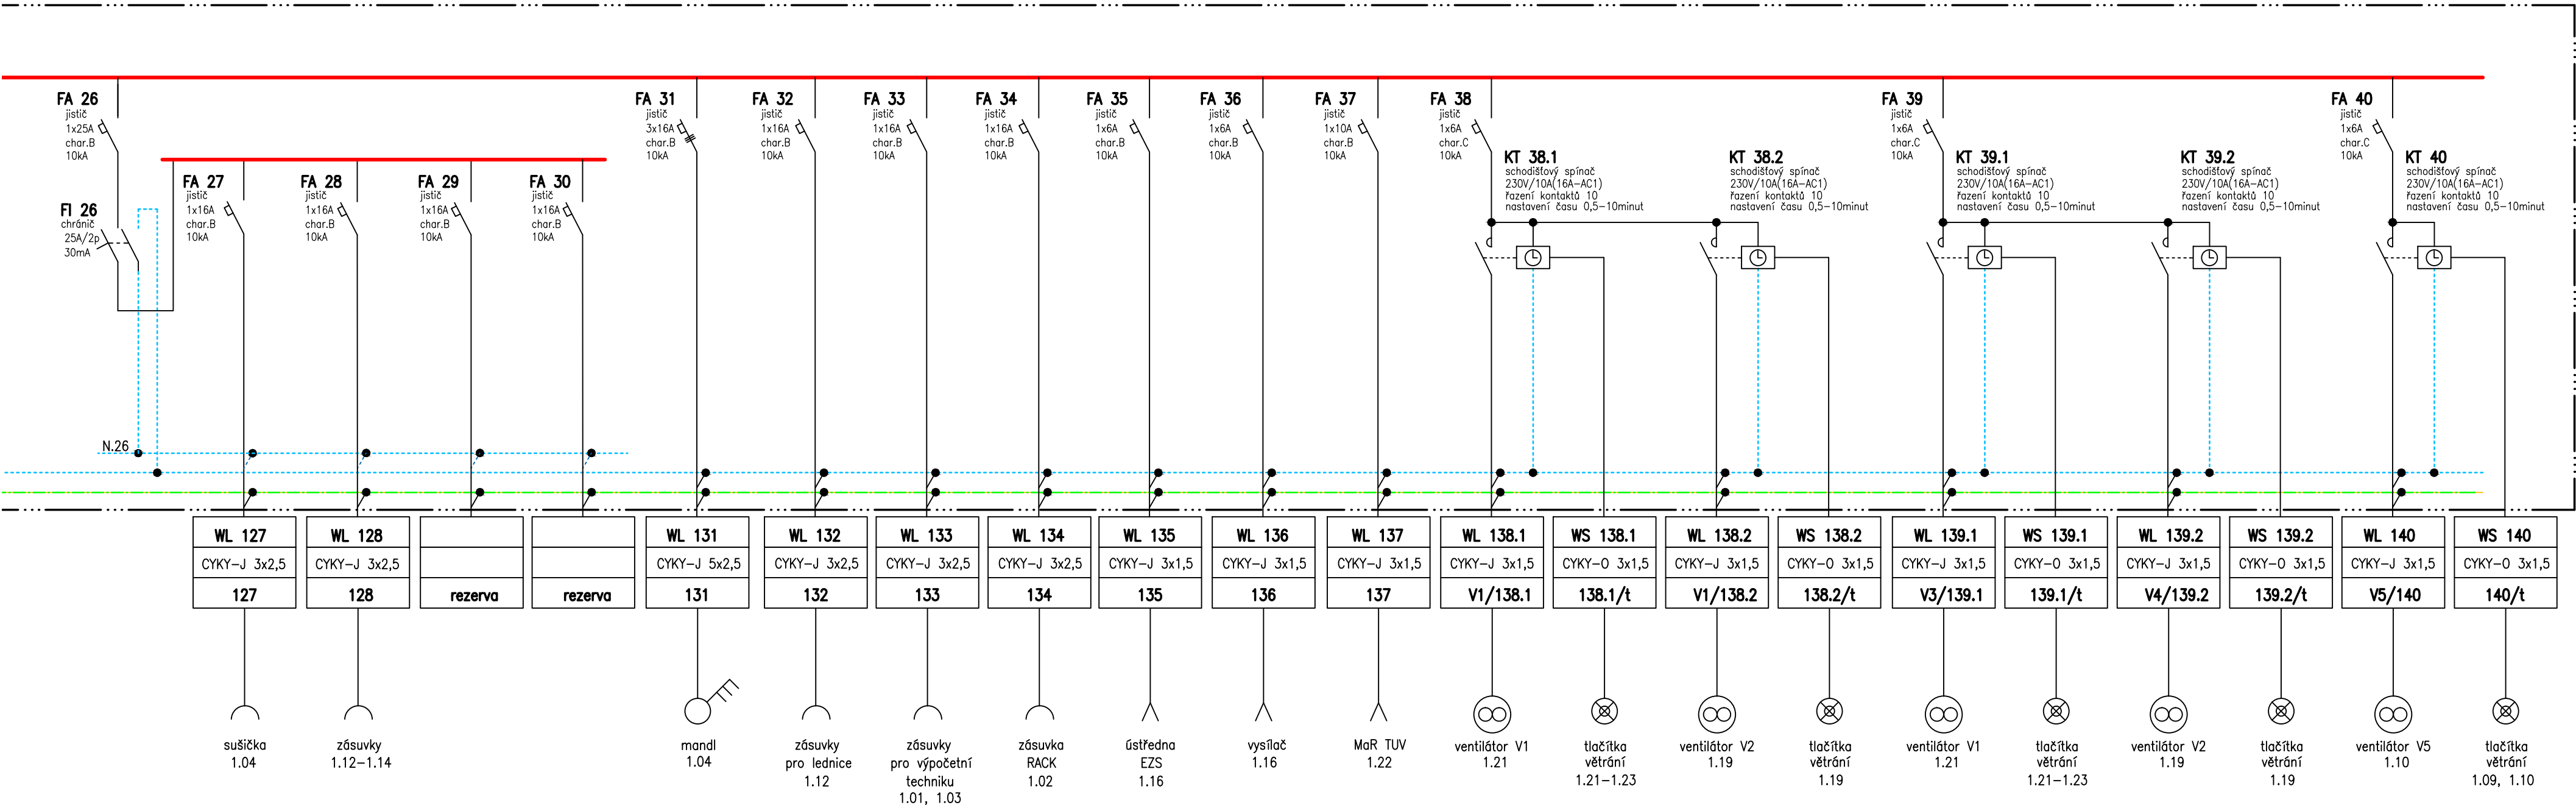 FA 26
jistič
1x25A
char.B
10kA
FI 26
chránič
25A/2p
30mA
N.26
FA 27
jistič
1x16A
char.B
10kA
FA 28
jistič
1x16A
char.B
10kA
FA 29
jistič
1x16A
char.B
10kA
FA 30
jistič
1x16A
char.B
10kA
FA 31
jistič
3x16A
char.B
10kA
FA 32
jistič
1x16A
char.B
10kA
FA 33
jistič
1x16A
char.B
10kA
FA 34
jistič
1x16A
char.B
10kA
FA 35
jistič
1x6A
char.B
10kA
FA 36
jistič
1x6A
char.B
10kA
FA 37
jistič
1x10A
char.B
10kA
FA 38
jistič
1x6A
char.C
10kA
KT 38.1
schodišťový spínač
230V/10A(16A-AC1)
řazení kontaktů 10
nastavení času 0,5-10minut
KT 38.2
schodišťový spínač
230V/10A(16A-AC1)
řazení kontaktů 10
nastavení času 0,5-10minut
FA 39
jistič
1x6A
char.C
10kA
KT 39.1
schodišťový spínač
230V/10A(16A-AC1)
řazení kontaktů 10
nastavení času 0,5-10minut
KT 39.2
schodišťový spínač
230V/10A(16A-AC1)
řazení kontaktů 10
nastavení času 0,5-10minut
FA 40
jistič
1x6A
char.C
10kA
KT 40
schodišťový spínač
230V/10A(16A-AC1)
řazení kontaktů 10
nastavení času 0,5-10minut
WL 127
CYKY-J 3x2,5
127
sušička
1.04
WL 128
CYKY-J 3x2,5
128
zásuvky
1.12-1.14
rezerva
rezerva
WL 131
CYKY-J 5x2,5
131
mandl
1.04
WL 132
CYKY-J 3x2,5
132
zásuvky
pro lednice
1.12
WL 133
CYKY-J 3x2,5
133
zásuvky
pro výpočetní
techniku
1.01, 1.03
WL 134
CYKY-J 3x2,5
134
zásuvka
RACK
1.02
WL 135
CYKY-J 3x1,5
135
ústředna
EZS
1.16
WL 136
CYKY-J 3x1,5
136
vysílač
1.16
WL 137
CYKY-J 3x1,5
137
MaR TUV
1.22
WL 138.1
CYKY-J 3x1,5
V1/138.1
ventilátor V1
1.21
WS 138.1
CYKY-O 3x1,5
138.1/t
tlačítka
větrání
1.21-1.23
WL 138.2
CYKY-J 3x1,5
V1/138.2
ventilátor V2
1.19
WS 138.2
CYKY-O 3x1,5
138.2/t
tlačítka
větrání
1.19
WL 139.1
CYKY-J 3x1,5
V3/139.1
ventilátor V1
1.21
WS 139.1
CYKY-O 3x1,5
139.1/t
tlačítka
větrání
1.21-1.23
WL 139.2
CYKY-J 3x1,5
V4/139.2
ventilátor V2
1.19
WS 139.2
CYKY-O 3x1,5
139.2/t
tlačítka
větrání
1.19
WL 140
CYKY-J 3x1,5
V5/140
ventilátor V5
1.10
WS 140
CYKY-O 3x1,5
140/t
tlačítka
větrání
1.09, 1.10